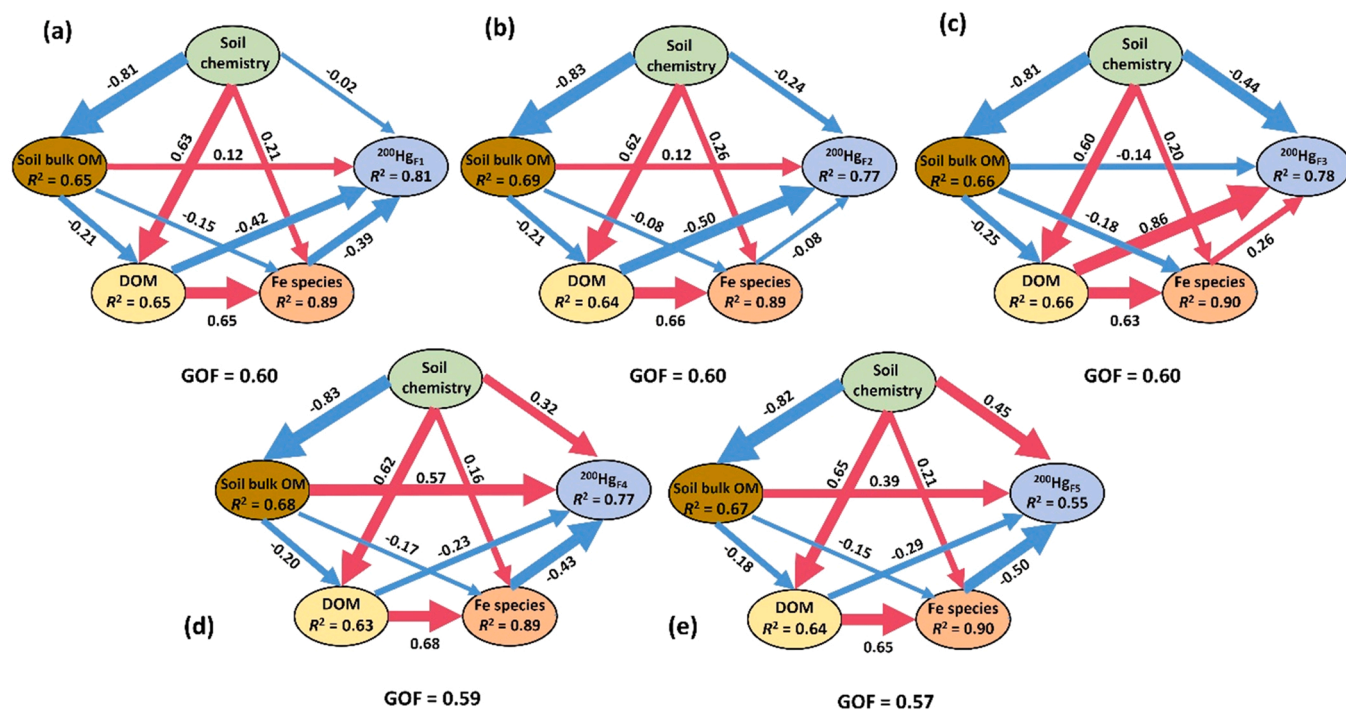 (a)
Soil
chemistry
-0.81
-0.02
0.63
0.21
Soil bulk OM
R² = 0.65
0.12
²⁰⁰Hg_F1
R² = 0.81
-0.21
-0.15
-0.42
-0.39
DOM
R² = 0.65
Fe species
R² = 0.89
0.65
GOF = 0.60
(b)
Soil
chemistry
-0.83
-0.24
0.62
0.26
Soil bulk OM
R² = 0.69
0.12
²⁰⁰Hg_F2
R² = 0.77
-0.21
-0.08
-0.50
-0.08
DOM
R² = 0.64
Fe species
R² = 0.89
0.66
GOF = 0.60
(c)
Soil
chemistry
-0.81
-0.44
0.60
0.20
Soil bulk OM
R² = 0.66
-0.14
²⁰⁰Hg_F3
R² = 0.78
-0.25
-0.18
0.86
0.26
DOM
R² = 0.66
Fe species
R² = 0.90
0.63
GOF = 0.60
Soil
chemistry
-0.83
0.32
0.62
0.16
Soil bulk OM
R² = 0.68
0.57
²⁰⁰Hg_F4
R² = 0.77
-0.20
-0.17
-0.23
-0.43
DOM
R² = 0.63
Fe species
R² = 0.89
0.68
(d)
GOF = 0.59
Soil
chemistry
-0.82
0.45
0.65
0.21
Soil bulk OM
R² = 0.67
0.39
²⁰⁰Hg_F5
R² = 0.55
-0.18
-0.15
-0.29
-0.50
DOM
R² = 0.64
Fe species
R² = 0.90
0.65
(e)
GOF = 0.57